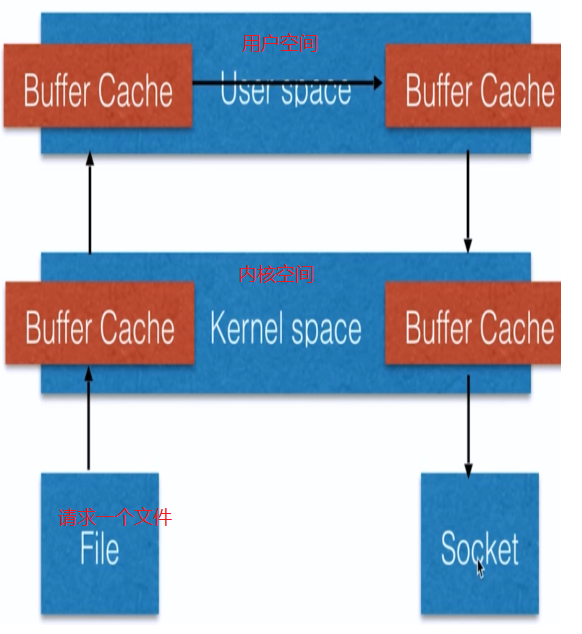 用户空间
Buffer Cache
User space
Buffer Cache
内核空间
Buffer Cache
Kernel space
Buffer Cache
请求一个文件
File
Socket